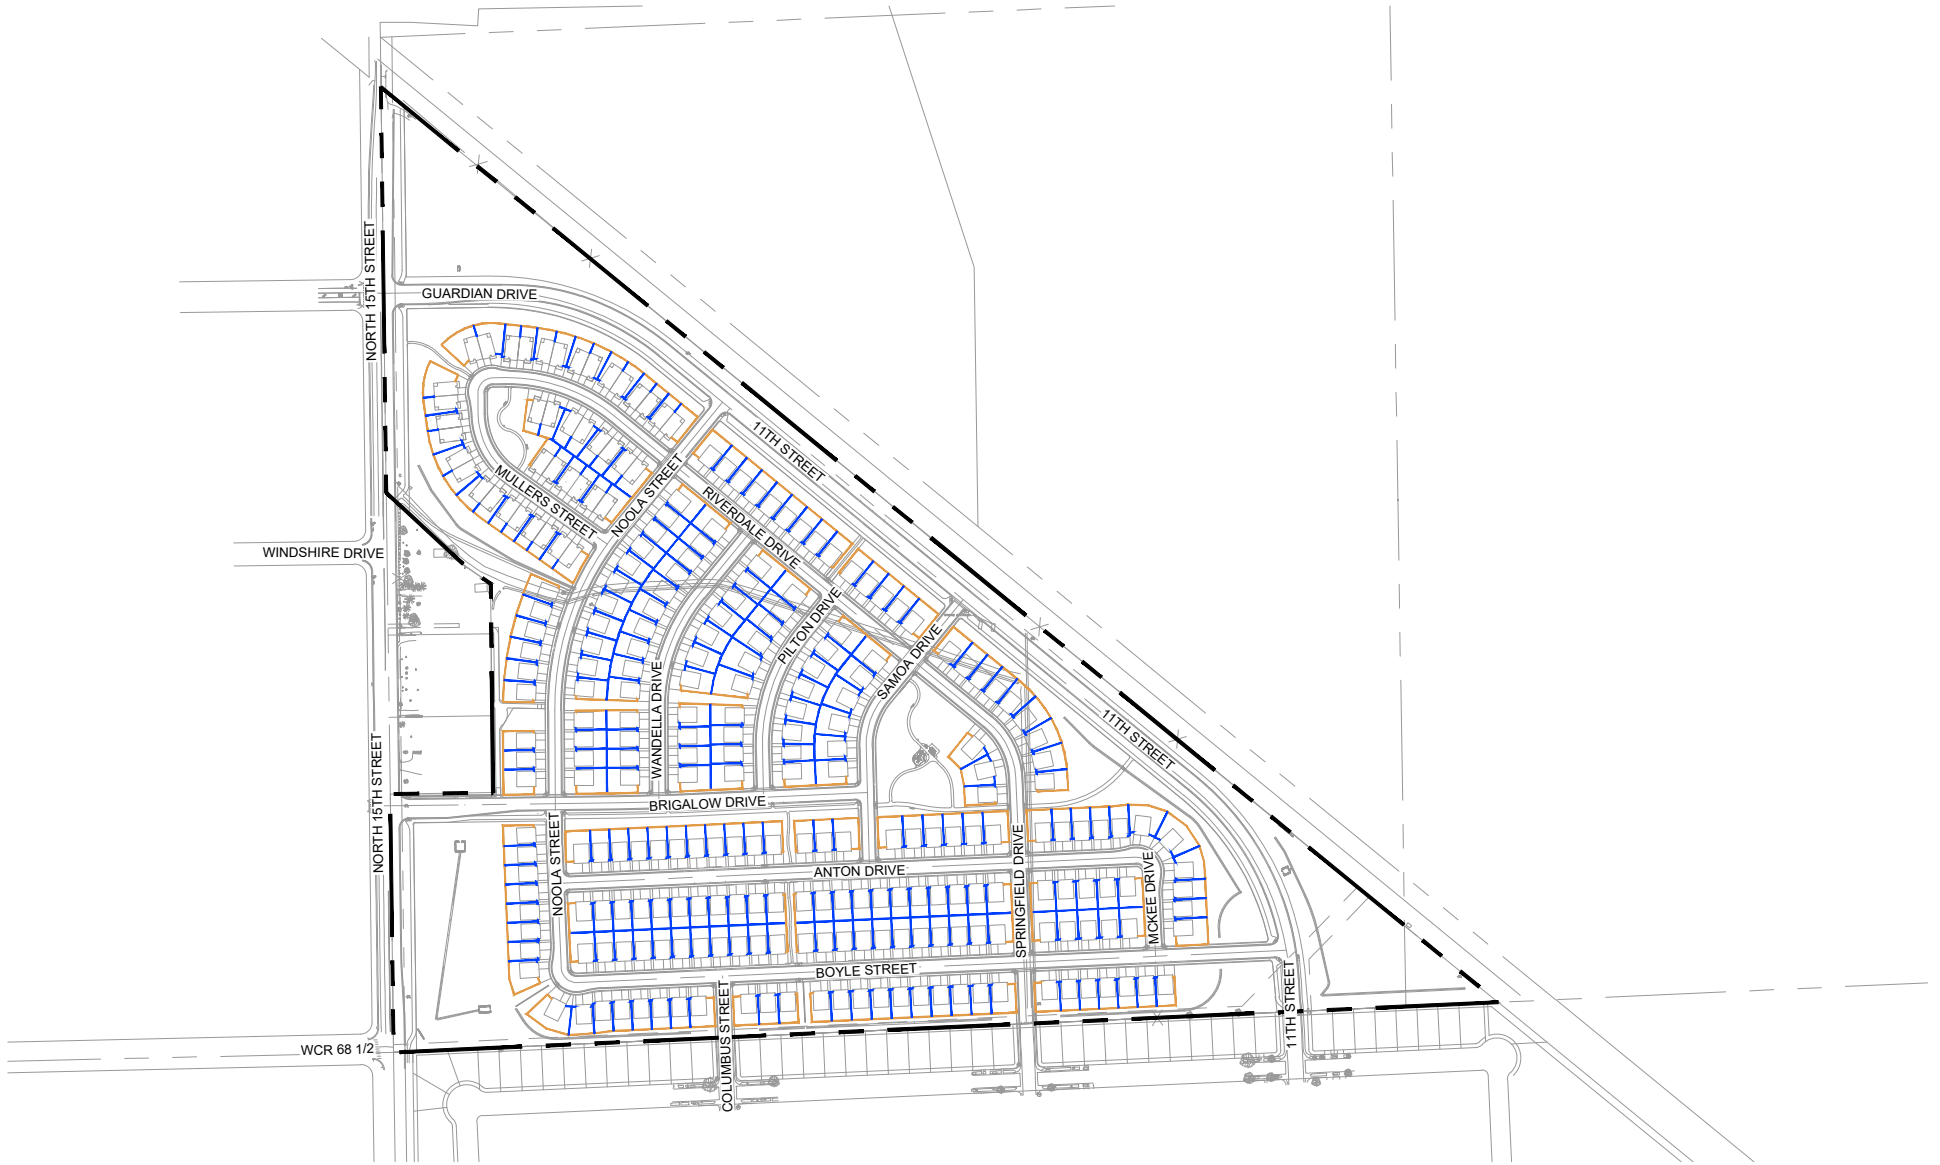 NORTH 15TH STREET
GUARDIAN DRIVE
11TH STREET
MULLERS STREET
NOOLA STREET
RIVERDALE DRIVE
WINDSHIRE DRIVE
PILTON DRIVE
SAMOA DRIVE
WANDELLA DRIVE
11TH STREET
NORTH 15TH STREET
BRIGALOW DRIVE
NOOLA STREET
ANTON DRIVE
SPRINGFIELD DRIVE
MCKEE DRIVE
BOYLE STREET
11TH STREET
COLUMBUS STREET
WCR 68 1/2